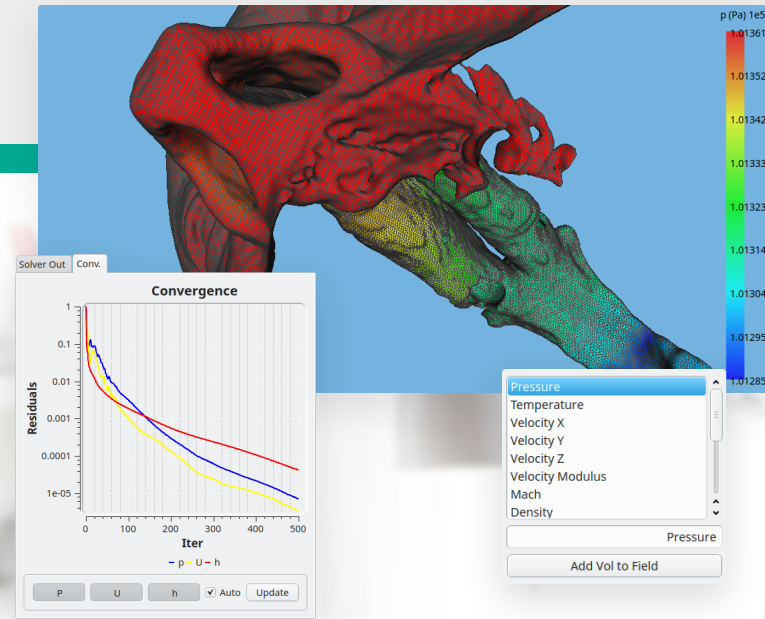 p (Pa) 1e5
1.01361
1.01352
1.01342
1.01333
1.01323
1.01314
1.01304
1.01295
1.01285
Solver Out Conv.
Convergence
Residuals
1
0.1
0.01
0.001
0.0001
1e-05
0 100 200 300 400 500
Iter
p U h
P U h Auto Update
Pressure
Temperature
Velocity X
Velocity Y
Velocity Z
Velocity Modulus
Mach
Density
Pressure
Add Vol to Field